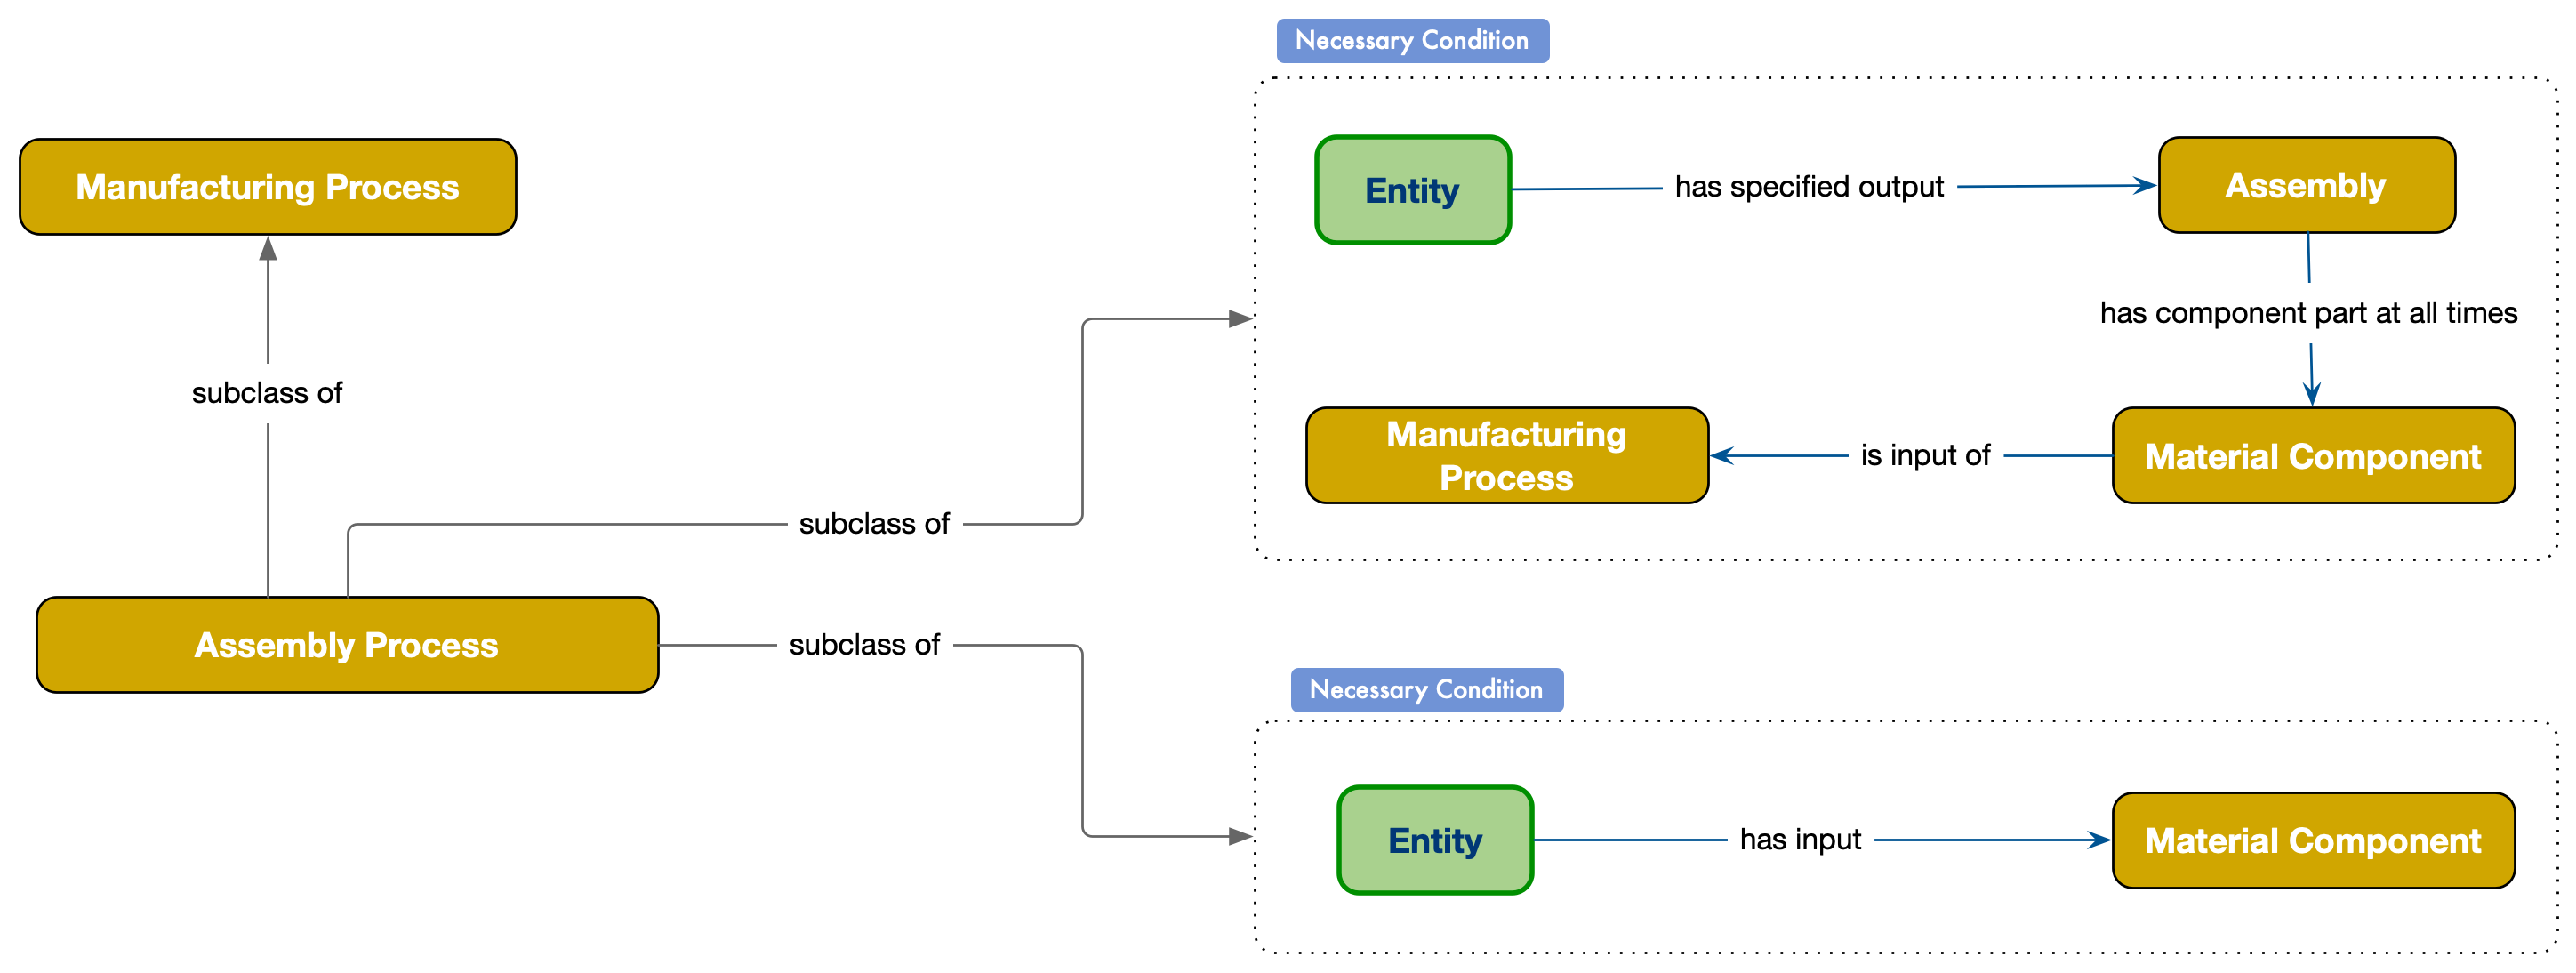 Necessary Condition
Manufacturing Process
Entity
has specified output
Assembly
subclass of
has component part at all times
Manufacturing
Process
is input of
Material Component
subclass of
Assembly Process
subclass of
Necessary Condition
Entity
has input
Material Component